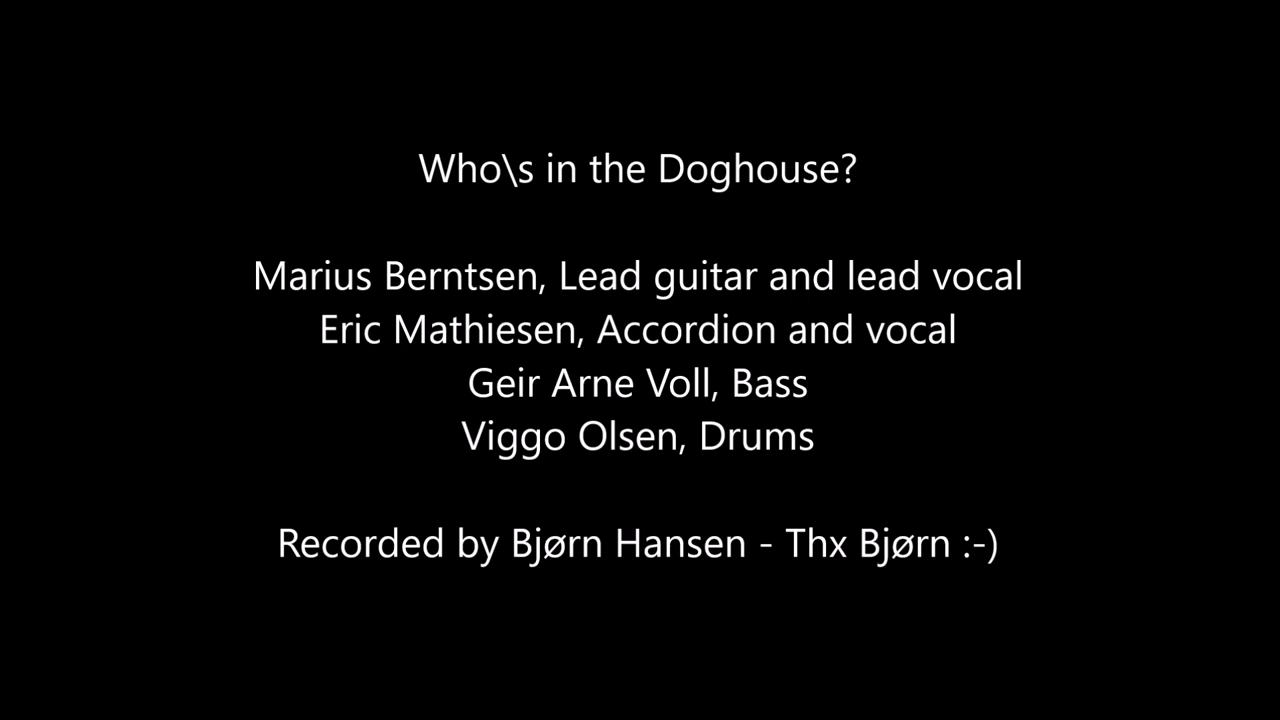 Who\s in the Doghouse?
Marius Berntsen, Lead guitar and lead vocal
Eric Mathiesen, Accordion and vocal
Geir Arne Voll, Bass
Viggo Olsen, Drums
Recorded by Bjørn Hansen - Thx Bjørn :-)